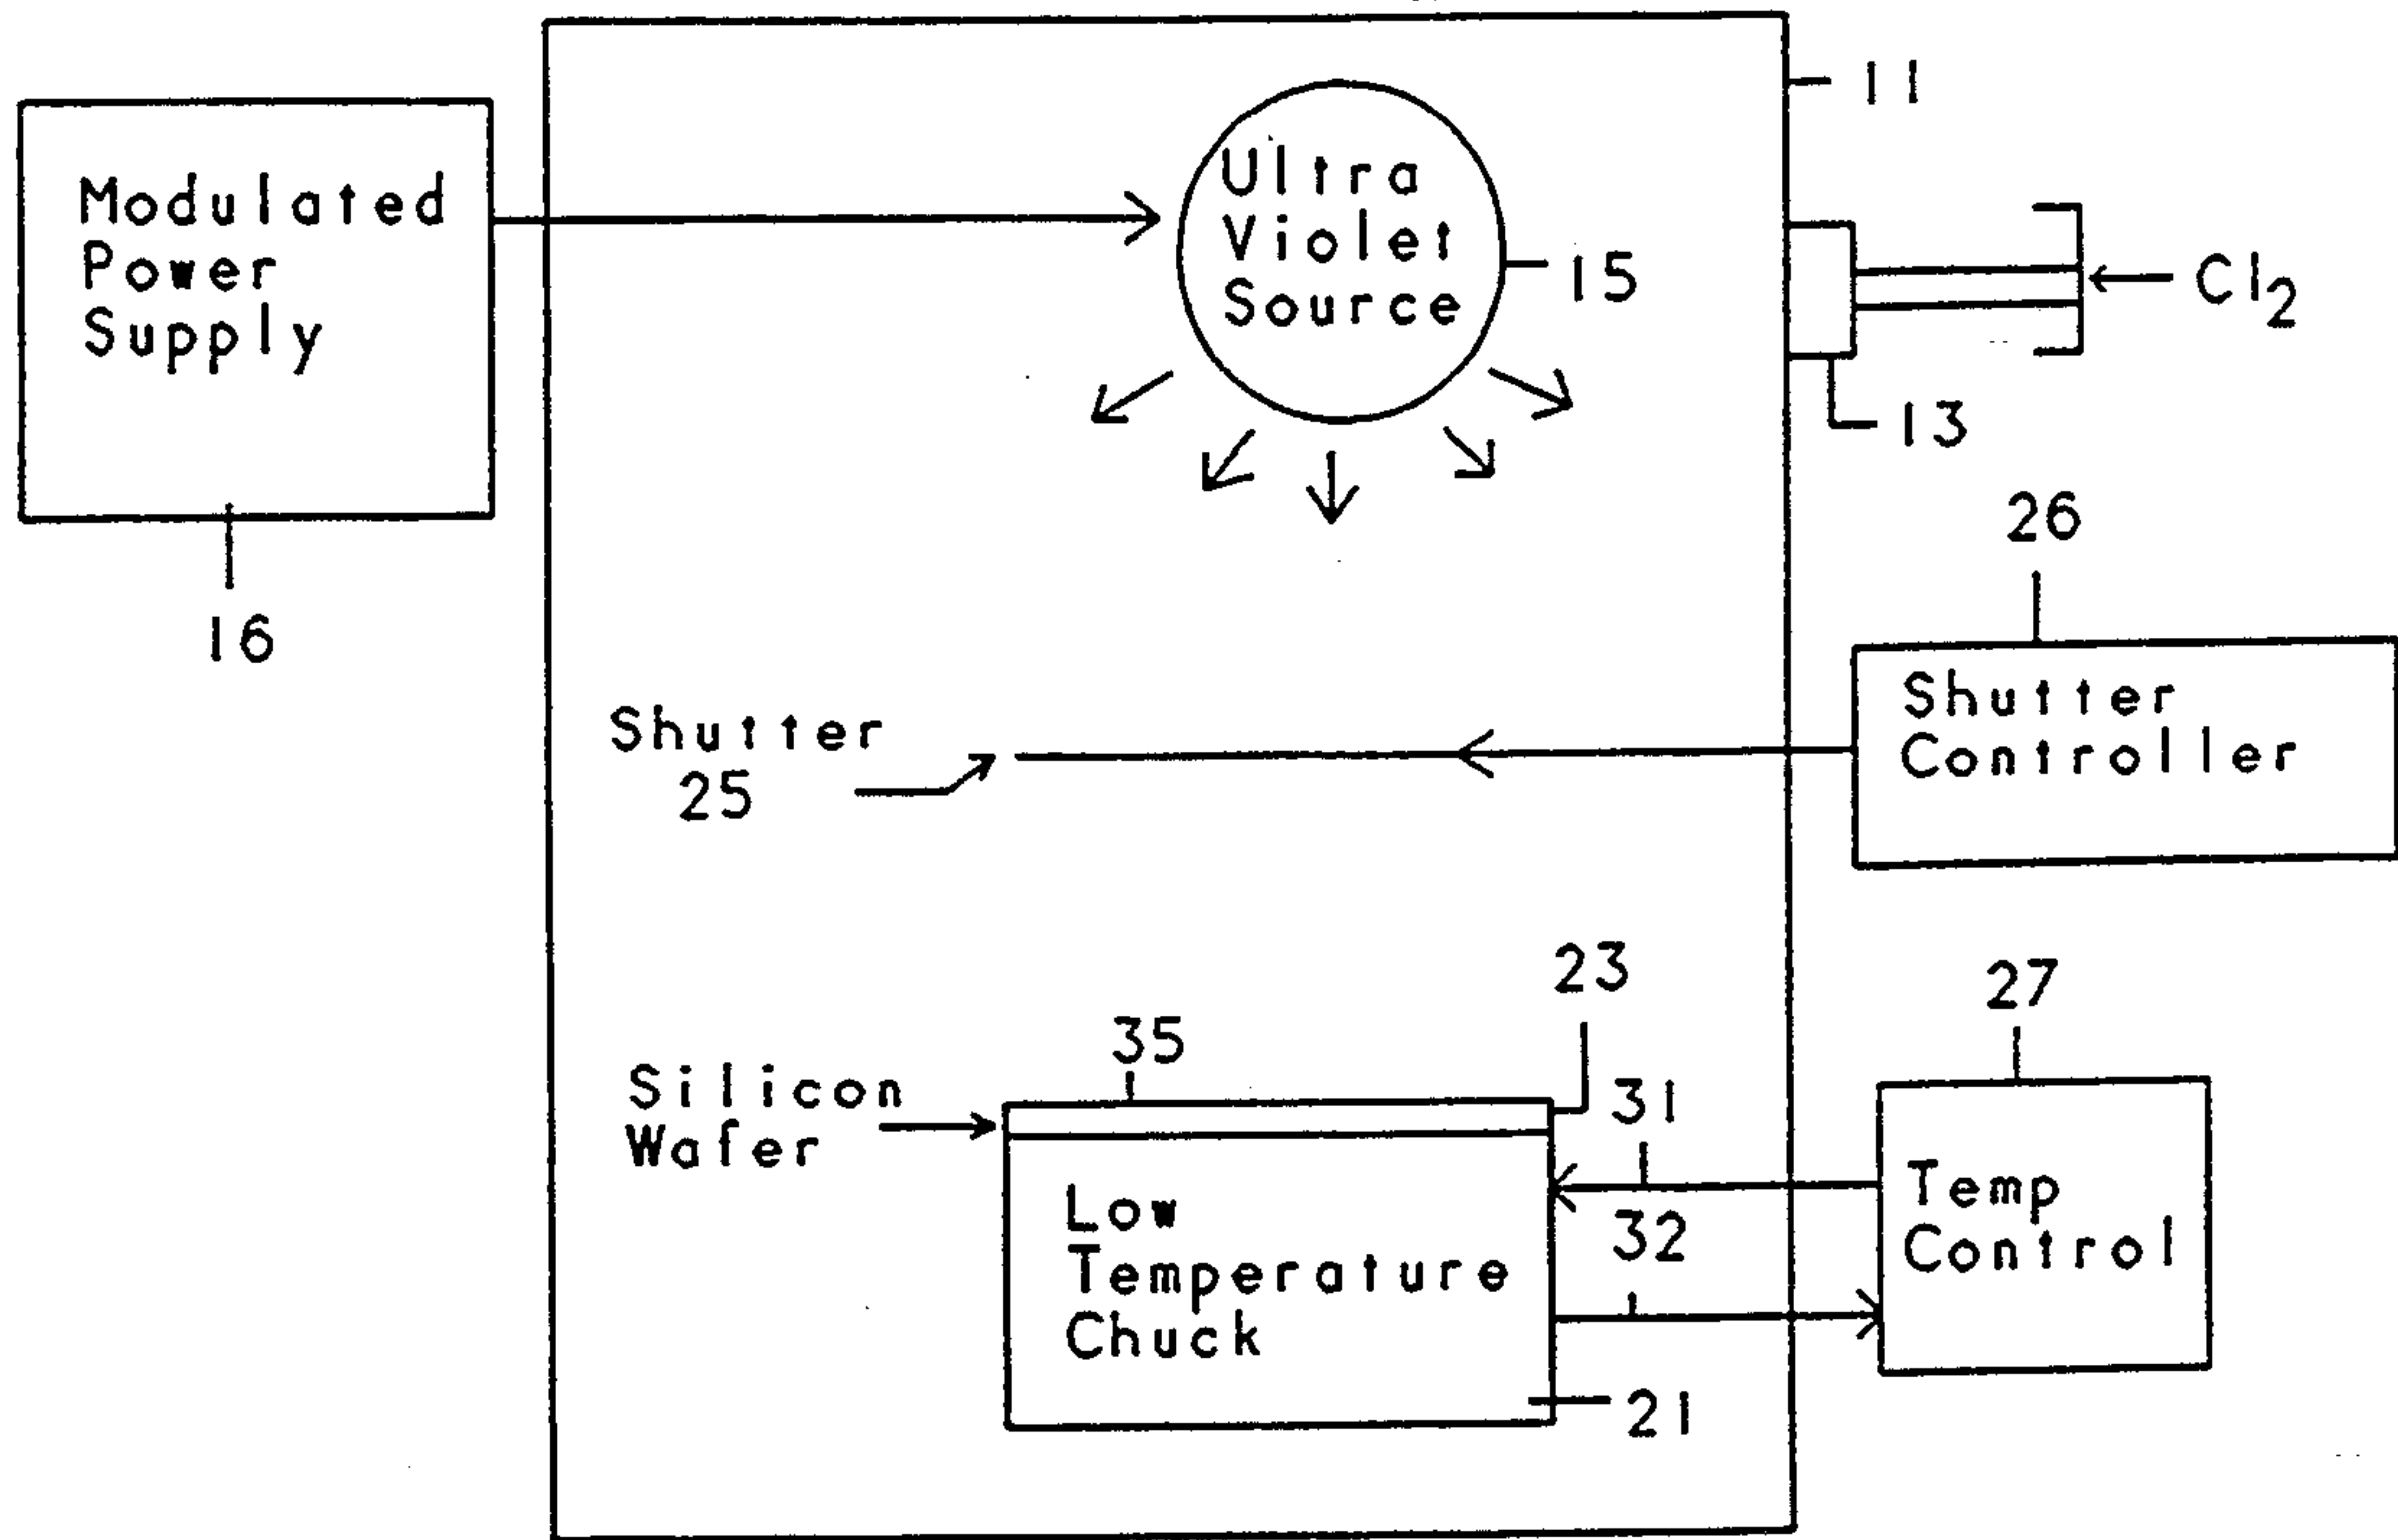 11
Modulated
Power
Supply
16
Ultra
Violet
Source
15
Cl2
13
26
Shutter
Controller
Shutter
25
23
27
35
Silicon
Wafer
31
32
Temp
Control
Low
Temperature
Chuck
21